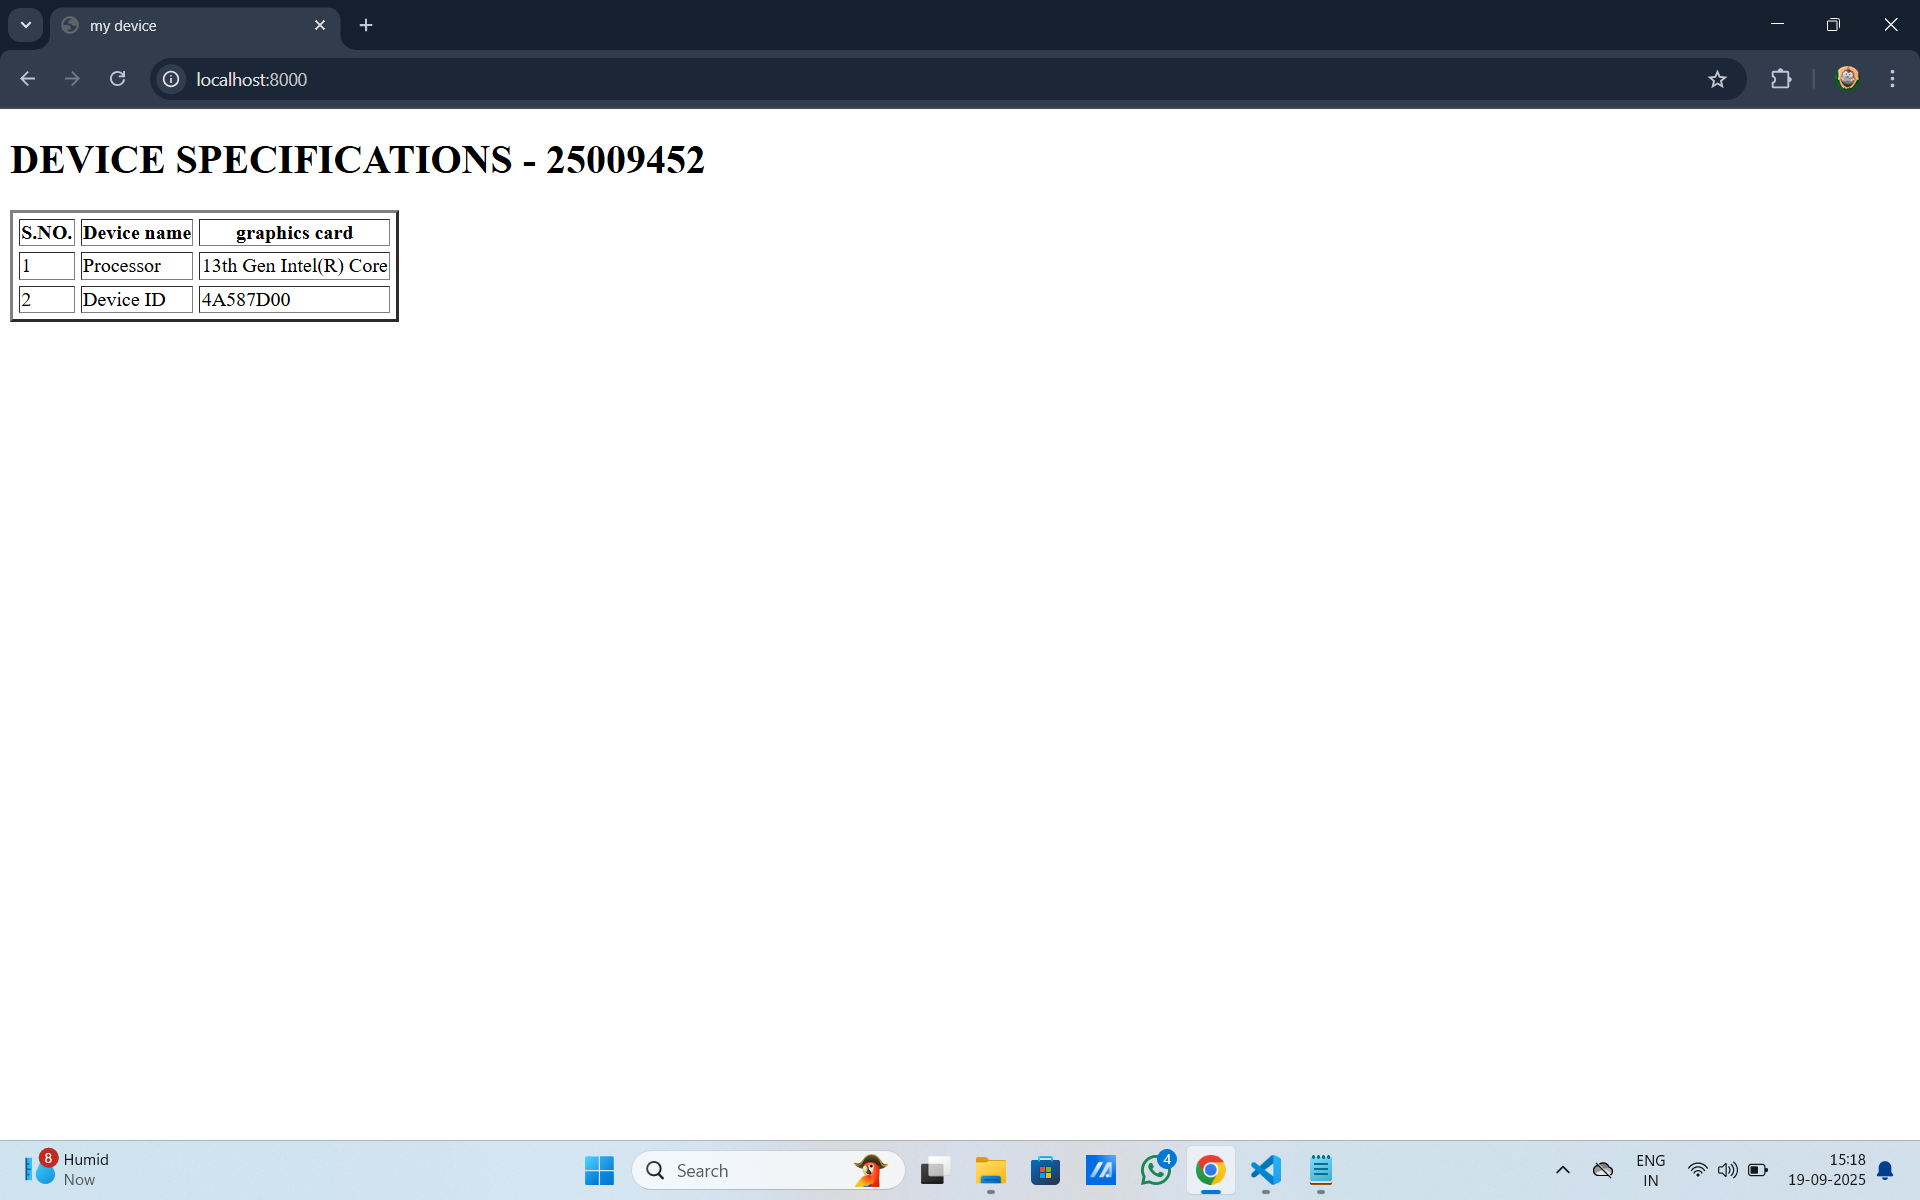 my device
localhost:8000
DEVICE SPECIFICATIONS - 25009452
S.NO. Device name graphics card
1 Processor 13th Gen Intel(R) Core
2 Device ID 4A587D00
8 Humid
Now
Search
4
ENG
IN
15:18
19-09-2025